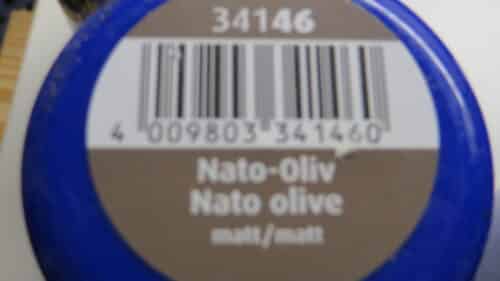 34146
4 009803 341460
Nato-Oliv
Nato olive
matt/matt